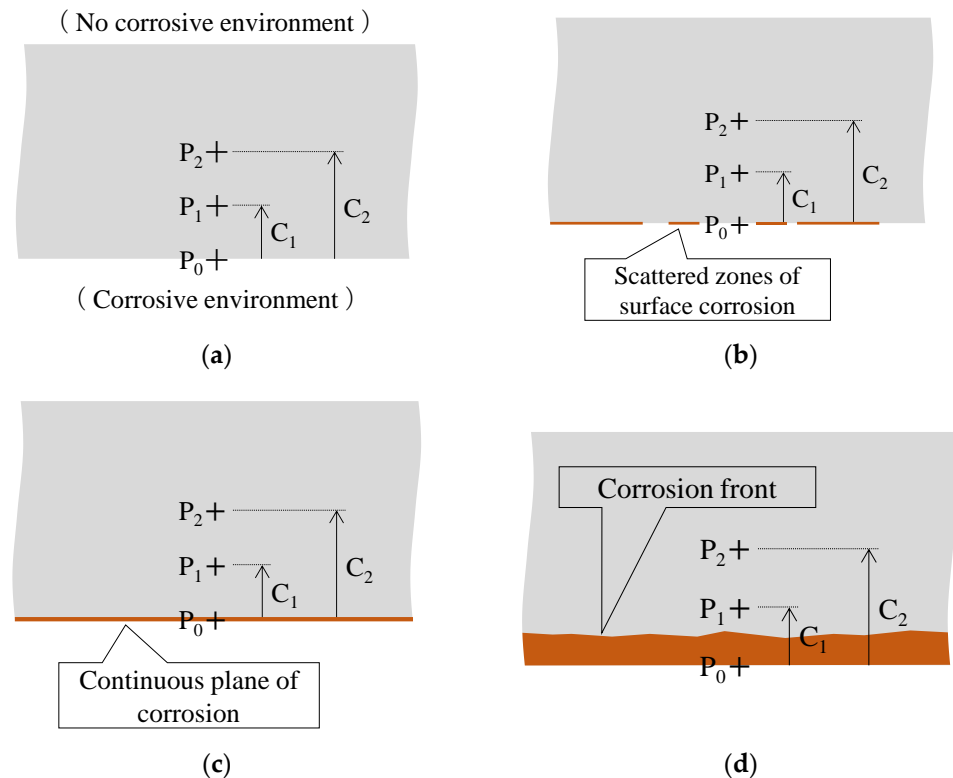 ( No corrosive environment )
P2
P1
C1
C2
P0
( Corrosive environment )
(a)
P2
P1
C1
C2
P0
Scattered zones of
surface corrosion
(b)
P2
P1
C1
C2
P0
Continuous plane of
corrosion
(c)
Corrosion front
P2
P1
C1
C2
P0
(d)